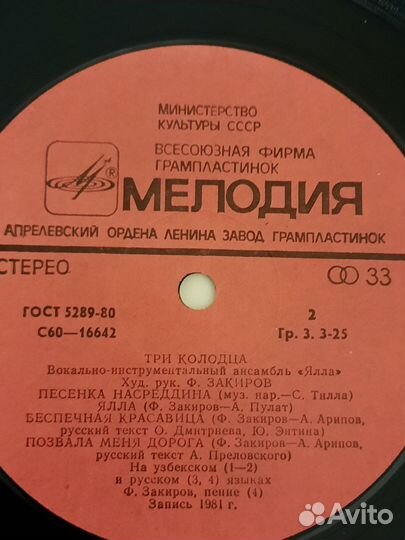 МИНИСТЕРСТВО
КУЛЬТУРЫ СССР
ВСЕСОЮЗНАЯ ФИРМА
ГРАМПЛАСТИНОК
®
МЕЛОДИЯ
АПРЕЛЕВСКИЙ ОРДЕНА ЛЕНИНА ЗАВОД ГРАМПЛАСТИНОК
СТЕРЕО
33
ГОСТ 5289-80
2
С60—16642
Гр. 3. 3-25
ТРИ КОЛОДЦА
Вокально-инструментальный ансамбль «Ялла»
Худ. рук. Ф. ЗАКИРОВ
ПЕСЕНКА НАСРЕДДИНА (муз. нар.—С. Тилла)
ЯЛЛА (Ф. Закиров—А. Пулат)
БЕСПЕЧНАЯ КРАСАВИЦА (Ф. Закиров—А. Арипов,
русский текст О. Дмитриева, Ю. Энтина)
ПОЗВАЛА МЕНЯ ДОРОГА (Ф. Закиров—А. Арипов,
русский текст А. Преловского)
На узбекском (1—2)
и русском (3, 4) языках
Ф. Закиров, пение (4)
Запись 1981 г.
Avito